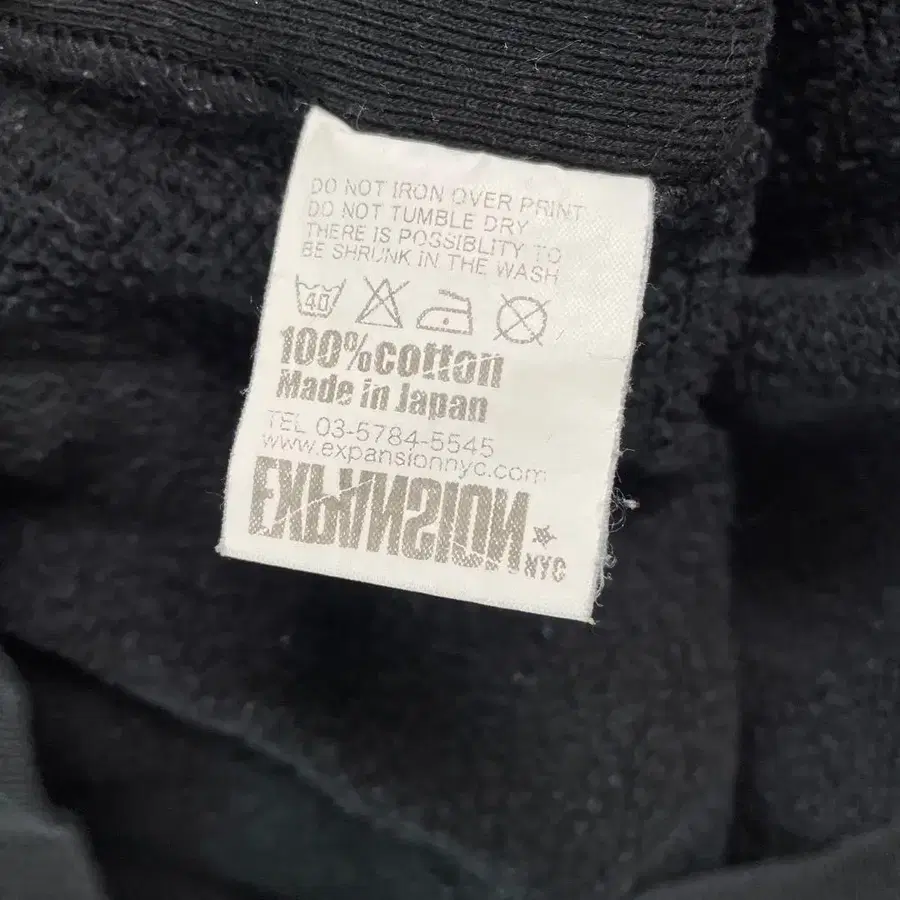 DO NOT IRON OVER PRINT
DO NOT TUMBLE DRY
THERE IS POSSIBLITY TO
BE SHRUNK IN THE WASH
40
100%cotton
Made in Japan
TEL 03-5784-5545
www.expansionnyc.com
EXPANSION
NYC